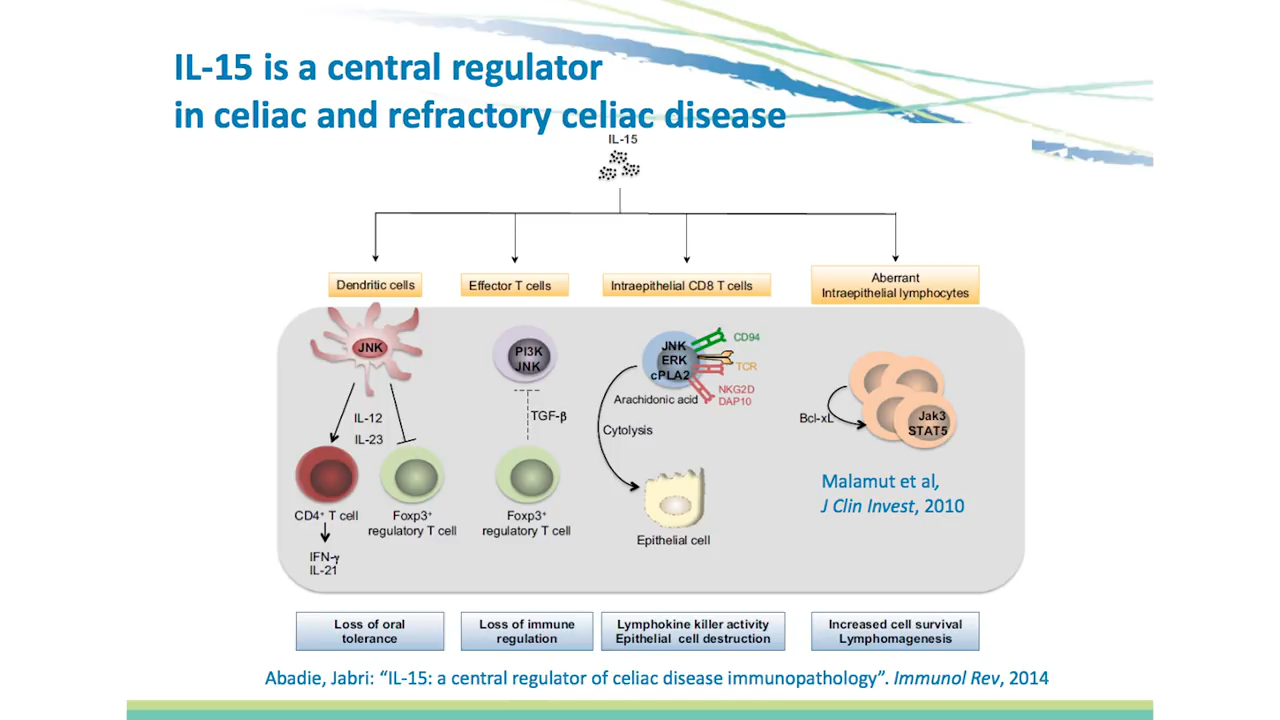 IL-15 is a central regulator
in celiac and refractory celiac disease
IL-15
Dendritic cells
Effector T cells
Intraepithelial CD8 T cells
Aberrant
Intraepithelial lymphocytes
JNK
IL-12
IL-23
CD4⁺ T cell
IFN-γ
IL-21
Foxp3⁺
regulatory T cell
PI3K
JNK
TGF-β
Foxp3⁺
regulatory T cell
JNK
ERK
cPLA2
CD94
TCR
NKG2D
DAP10
Arachidonic acid
Cytolysis
Epithelial cell
Bcl-xL
Jak3
STAT5
Malamut et al,
J Clin Invest, 2010
Loss of oral
tolerance
Loss of immune
regulation
Lymphokine killer activity
Epithelial cell destruction
Increased cell survival
Lymphomagenesis
Abadie, Jabri: “IL-15: a central regulator of celiac disease immunopathology”. Immunol Rev, 2014